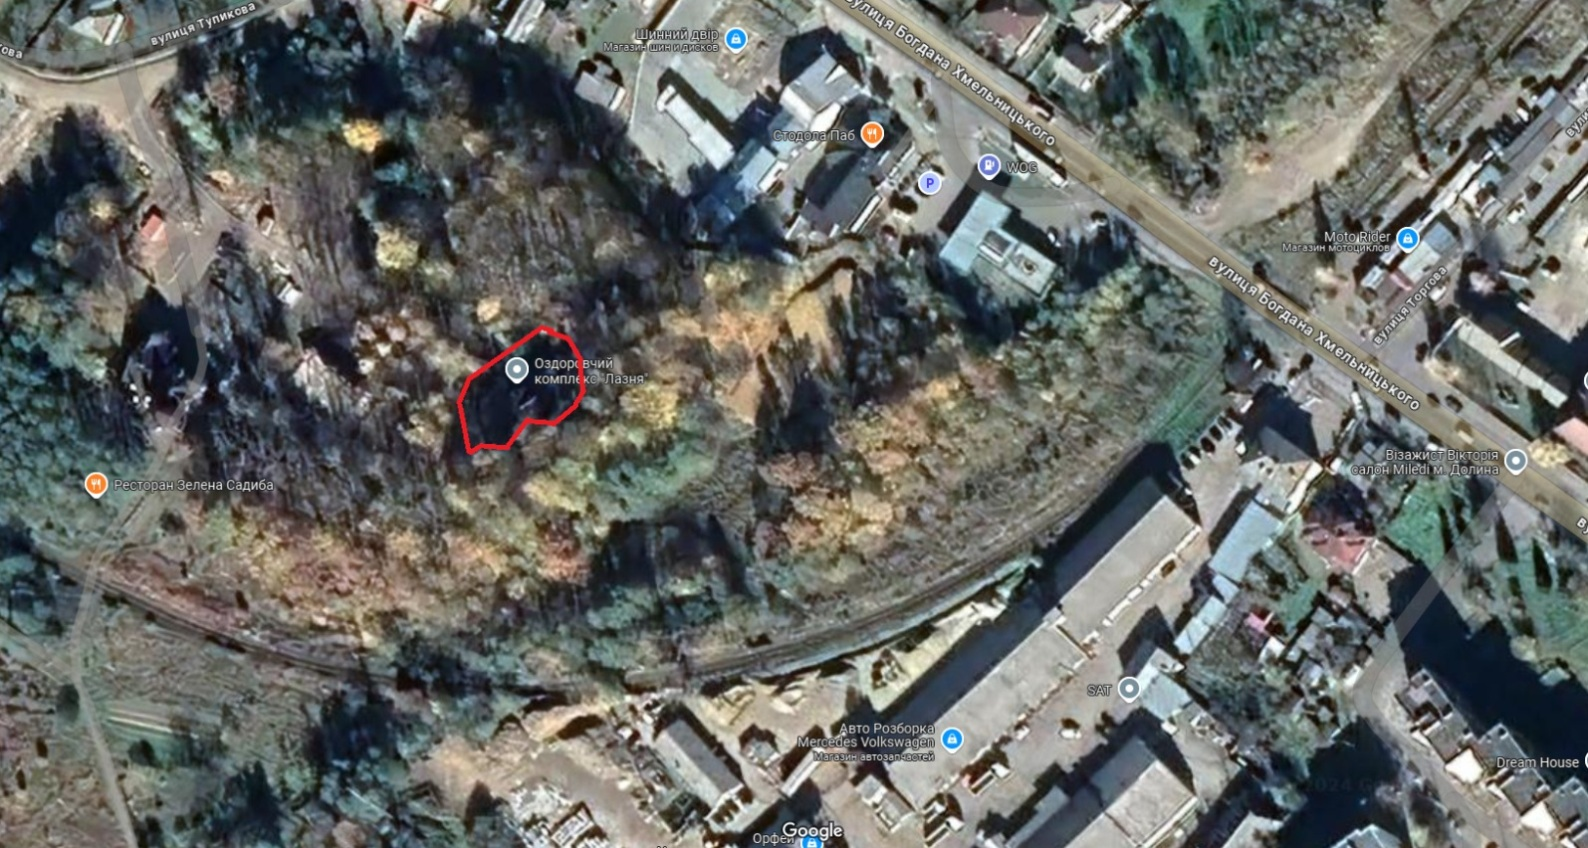 вулиця Тупикова
кова
Шинний двір
Магазин шин и дисков
вулиця Богдана Хмельницького
Стодола Паб
P
WOG
Moto Rider
Магазин мотоциклов
вулиця Богдана Хмельницького
вулиця Торгова
Оздоровчий
комплекс "Лазня"
Візажист Вікторія
салон Miledi м. Долина
Ресторан Зелена Садиба
SAT
Авто Розборка
Mercedes Volkswagen
Магазин автозапчастей
Dream House
Google
Орфей